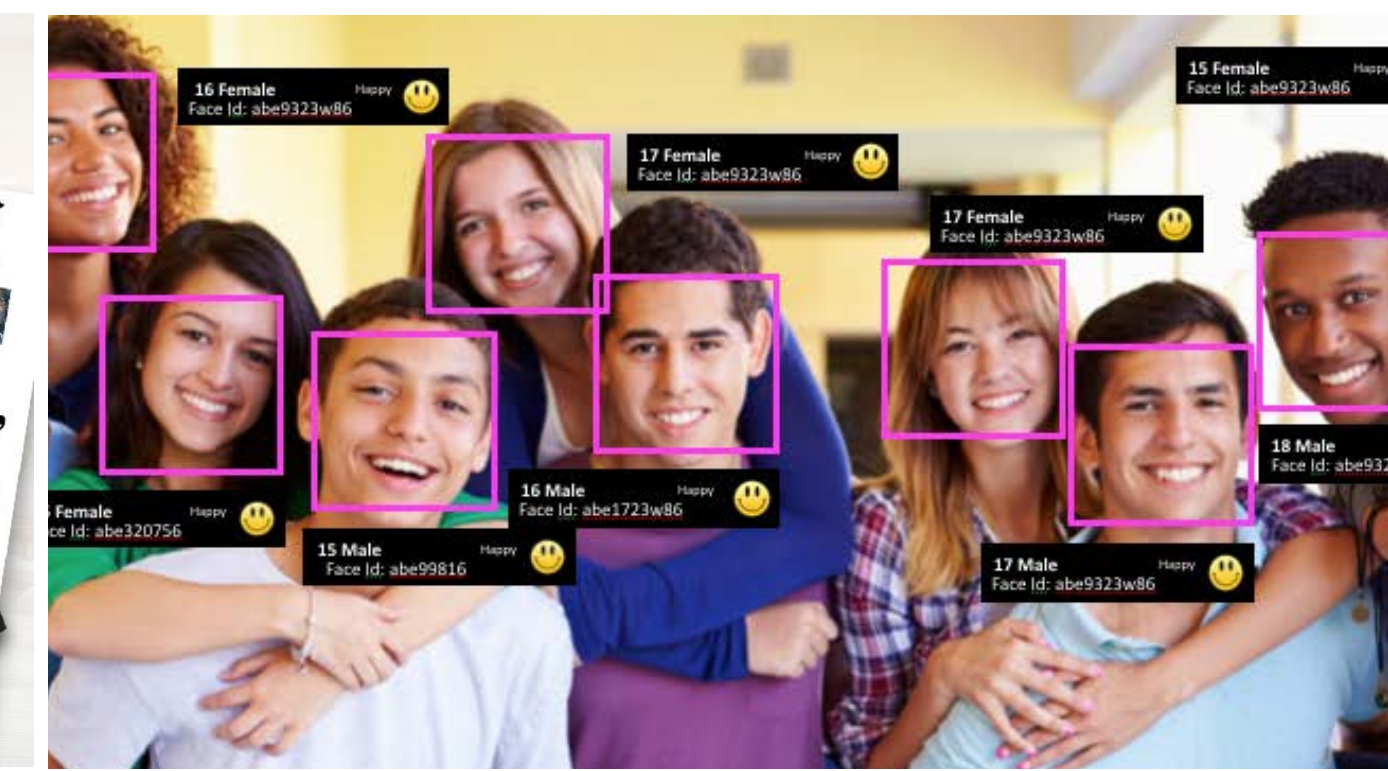 16 Female Happy
Face Id: abe9323w86
15 Female Happy
Face Id: abe9323w86
17 Female Happy
Face Id: abe9323w86
17 Female Happy
Face Id: abe9323w86
18 Male
Face Id:
16 Male Happy
Face Id: abe1723w86
Female Happy
Id: abe320756
15 Male Happy
Face Id: abe99816
17 Male Happy
Face Id: abe9323w86